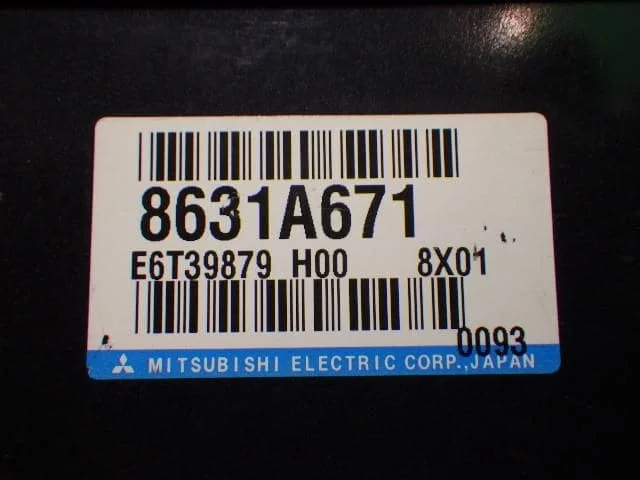 8631A671
E6T39879 H00 8X01
0093
MITSUBISHI ELECTRIC CORP.,JAPAN